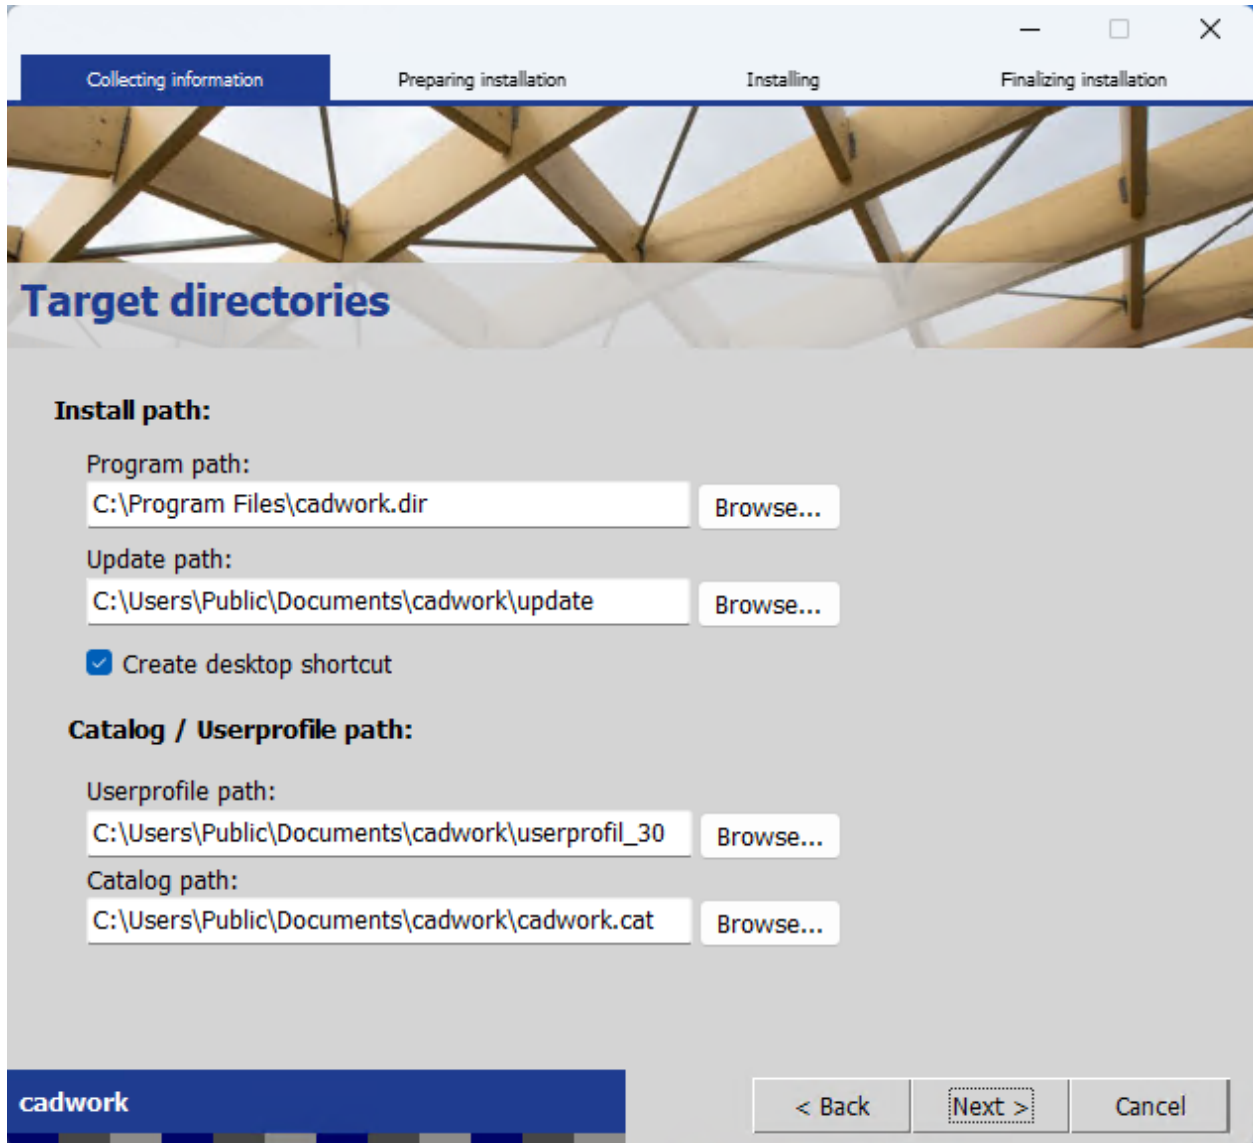 Collecting information
Preparing installation
Installing
Finalizing installation
Target directories
Install path:
Program path:
C:\Program Files\cadwork.dir
Browse...
Update path:
C:\Users\Public\Documents\cadwork\update
Browse...
Create desktop shortcut
Catalog / Userprofile path:
Userprofile path:
C:\Users\Public\Documents\cadwork\userprofil_30
Browse...
Catalog path:
C:\Users\Public\Documents\cadwork\cadwork.cat
Browse...
cadwork
< Back
Next >
Cancel